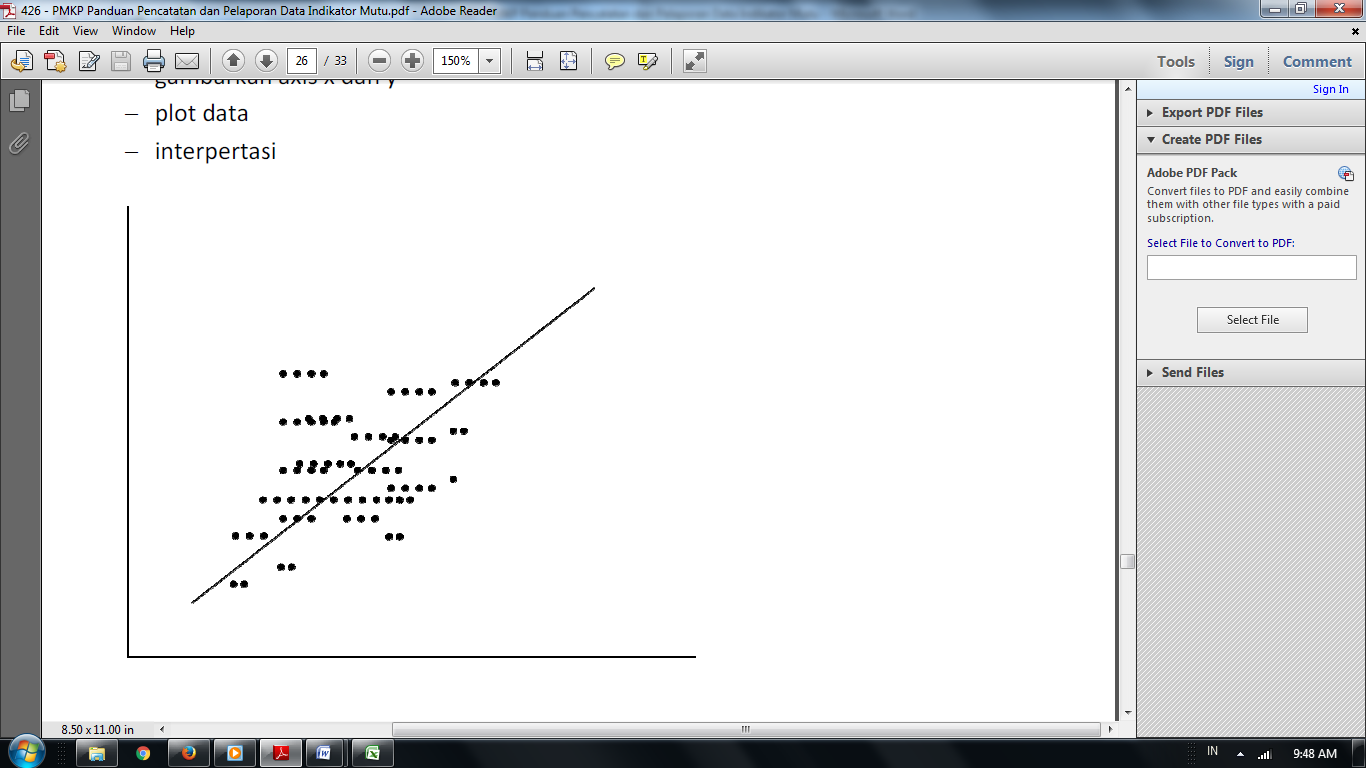 426 - PMKP Panduan Pencatatan dan Pelaporan Data Indikator Mutu.pdf - Adobe Reader
File Edit View Window Help
26 / 33 150% Tools Sign Comment
Sign In
gambarkan axis x dan y
– plot data
– interpertasi
Export PDF Files
Create PDF Files
Adobe PDF Pack
Convert files to PDF and easily combine
them with other file types with a paid
subscription.
Select File to Convert to PDF:
Select File
Send Files
8.50 x 11.00 in
IN 9:48 AM